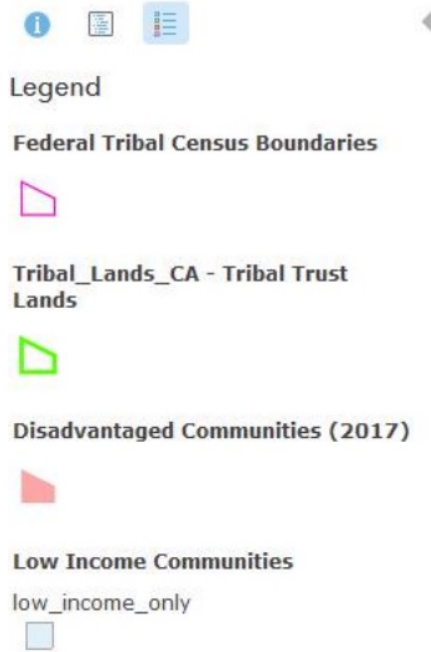 Legend
Federal Tribal Census Boundaries
Tribal_Lands_CA - Tribal Trust
Lands
Disadvantaged Communities (2017)
Low Income Communities
low_income_only